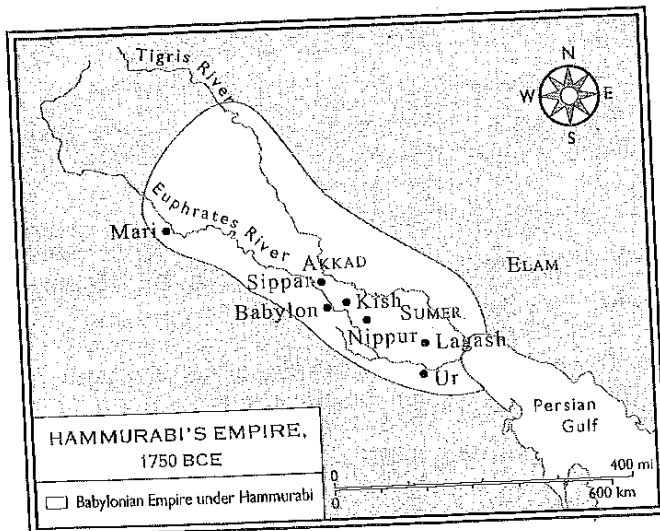 Tigris River
N
W E
S
Euphrates River
Mari
AKKAD
ELAM
Sippar
Kish
Babylon
SUMER
Nippur
Lagash
Ur
Persian
Gulf
HAMMURABI'S EMPIRE,
1750 BCE
Babylonian Empire under Hammurabi
0 400 mi
0 600 km